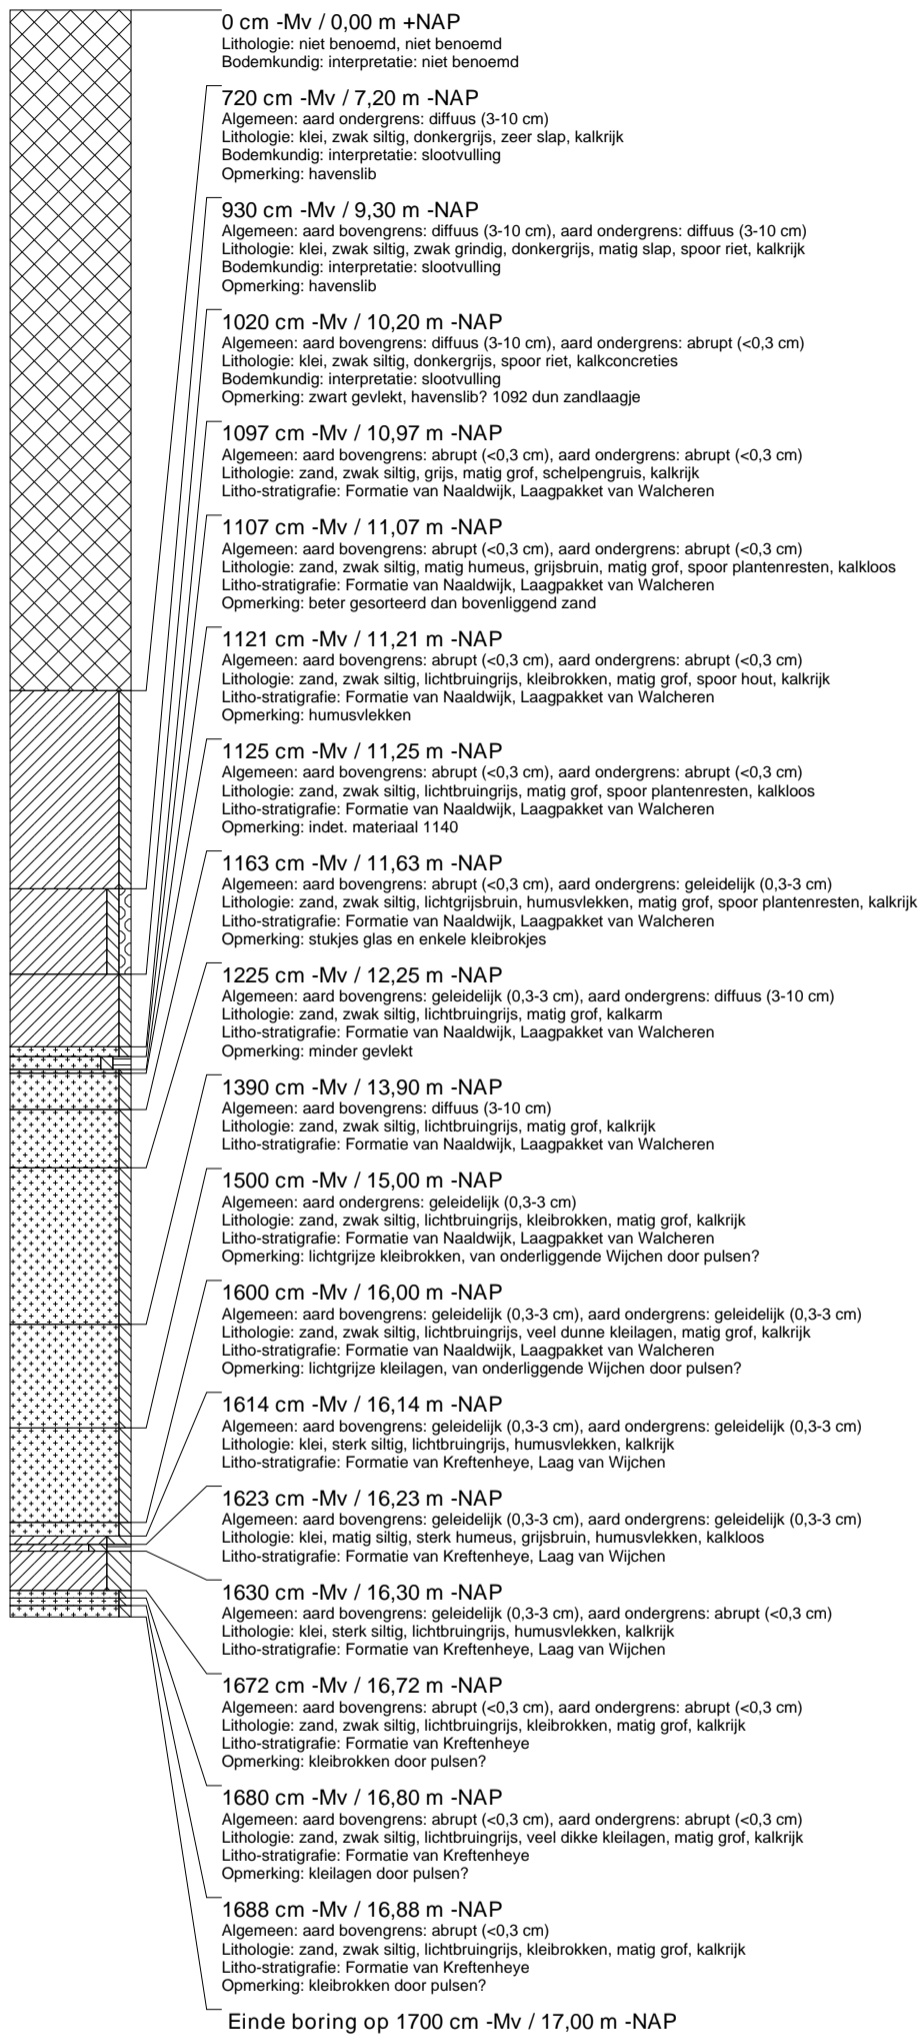 0 cm -Mv / 0,00 m +NAP
Lithologie: niet benoemd, niet benoemd
Bodemkundig: interpretatie: niet benoemd
720 cm -Mv / 7,20 m -NAP
Algemeen: aard ondergrens: diffuus (3-10 cm)
Lithologie: klei, zwak siltig, donkergrijs, zeer slap, kalkrijk
Bodemkundig: interpretatie: slootvulling
Opmerking: havenslib
930 cm -Mv / 9,30 m -NAP
Algemeen: aard bovengrens: diffuus (3-10 cm), aard ondergrens: diffuus (3-10 cm)
Lithologie: klei, zwak siltig, zwak grindig, donkergrijs, matig slap, spoor riet, kalkrijk
Bodemkundig: interpretatie: slootvulling
Opmerking: havenslib
1020 cm -Mv / 10,20 m -NAP
Algemeen: aard bovengrens: diffuus (3-10 cm), aard ondergrens: abrupt (<0,3 cm)
Lithologie: klei, zwak siltig, donkergrijs, spoor riet, kalkconcreties
Bodemkundig: interpretatie: slootvulling
Opmerking: zwart gevlekt, havenslib? 1092 dun zandlaagje
1097 cm -Mv / 10,97 m -NAP
Algemeen: aard bovengrens: abrupt (<0,3 cm), aard ondergrens: abrupt (<0,3 cm)
Lithologie: zand, zwak siltig, grijs, matig grof, schelpengruis, kalkrijk
Litho-stratigrafie: Formatie van Naaldwijk, Laagpakket van Walcheren
1107 cm -Mv / 11,07 m -NAP
Algemeen: aard bovengrens: abrupt (<0,3 cm), aard ondergrens: abrupt (<0,3 cm)
Lithologie: zand, zwak siltig, matig humeus, grijsbruin, matig grof, spoor plantenresten, kalkloos
Litho-stratigrafie: Formatie van Naaldwijk, Laagpakket van Walcheren
Opmerking: beter gesorteerd dan bovenliggend zand
1121 cm -Mv / 11,21 m -NAP
Algemeen: aard bovengrens: abrupt (<0,3 cm), aard ondergrens: abrupt (<0,3 cm)
Lithologie: zand, zwak siltig, lichtbruingrijs, kleibrokken, matig grof, spoor hout, kalkrijk
Litho-stratigrafie: Formatie van Naaldwijk, Laagpakket van Walcheren
Opmerking: humusvlekken
1125 cm -Mv / 11,25 m -NAP
Algemeen: aard bovengrens: abrupt (<0,3 cm), aard ondergrens: abrupt (<0,3 cm)
Lithologie: zand, zwak siltig, lichtbruingrijs, matig grof, spoor plantenresten, kalkloos
Litho-stratigrafie: Formatie van Naaldwijk, Laagpakket van Walcheren
Opmerking: indet. materiaal 1140
1163 cm -Mv / 11,63 m -NAP
Algemeen: aard bovengrens: abrupt (<0,3 cm), aard ondergrens: geleidelijk (0,3-3 cm)
Lithologie: zand, zwak siltig, lichtgrijsbruin, humusvlekken, matig grof, spoor plantenresten, kalkrijk
Litho-stratigrafie: Formatie van Naaldwijk, Laagpakket van Walcheren
Opmerking: stukjes glas en enkele kleibrokjes
1225 cm -Mv / 12,25 m -NAP
Algemeen: aard bovengrens: geleidelijk (0,3-3 cm), aard ondergrens: diffuus (3-10 cm)
Lithologie: zand, zwak siltig, lichtbruingrijs, matig grof, kalkarm
Litho-stratigrafie: Formatie van Naaldwijk, Laagpakket van Walcheren
Opmerking: minder gevlekt
1390 cm -Mv / 13,90 m -NAP
Algemeen: aard bovengrens: diffuus (3-10 cm)
Lithologie: zand, zwak siltig, lichtbruingrijs, matig grof, kalkrijk
Litho-stratigrafie: Formatie van Naaldwijk, Laagpakket van Walcheren
1500 cm -Mv / 15,00 m -NAP
Algemeen: aard ondergrens: geleidelijk (0,3-3 cm)
Lithologie: zand, zwak siltig, lichtbruingrijs, kleibrokken, matig grof, kalkrijk
Litho-stratigrafie: Formatie van Naaldwijk, Laagpakket van Walcheren
Opmerking: lichtgrijze kleibrokken, van onderliggende Wijchen door pulsen?
1600 cm -Mv / 16,00 m -NAP
Algemeen: aard bovengrens: geleidelijk (0,3-3 cm), aard ondergrens: geleidelijk (0,3-3 cm)
Lithologie: zand, zwak siltig, lichtbruingrijs, veel dunne kleilagen, matig grof, kalkrijk
Litho-stratigrafie: Formatie van Naaldwijk, Laagpakket van Walcheren
Opmerking: lichtgrijze kleilagen, van onderliggende Wijchen door pulsen?
1614 cm -Mv / 16,14 m -NAP
Algemeen: aard bovengrens: geleidelijk (0,3-3 cm), aard ondergrens: geleidelijk (0,3-3 cm)
Lithologie: klei, sterk siltig, lichtbruingrijs, humusvlekken, kalkrijk
Litho-stratigrafie: Formatie van Kreftenheye, Laag van Wijchen
1623 cm -Mv / 16,23 m -NAP
Algemeen: aard bovengrens: geleidelijk (0,3-3 cm), aard ondergrens: geleidelijk (0,3-3 cm)
Lithologie: klei, matig siltig, sterk humeus, grijsbruin, humusvlekken, kalkloos
Litho-stratigrafie: Formatie van Kreftenheye, Laag van Wijchen
1630 cm -Mv / 16,30 m -NAP
Algemeen: aard bovengrens: geleidelijk (0,3-3 cm), aard ondergrens: abrupt (<0,3 cm)
Lithologie: klei, sterk siltig, lichtbruingrijs, humusvlekken, kalkrijk
Litho-stratigrafie: Formatie van Kreftenheye, Laag van Wijchen
1672 cm -Mv / 16,72 m -NAP
Algemeen: aard bovengrens: abrupt (<0,3 cm), aard ondergrens: abrupt (<0,3 cm)
Lithologie: zand, zwak siltig, lichtbruingrijs, kleibrokken, matig grof, kalkrijk
Litho-stratigrafie: Formatie van Kreftenheye
Opmerking: kleibrokken door pulsen?
1680 cm -Mv / 16,80 m -NAP
Algemeen: aard bovengrens: abrupt (<0,3 cm), aard ondergrens: abrupt (<0,3 cm)
Lithologie: zand, zwak siltig, lichtbruingrijs, veel dikke kleilagen, matig grof, kalkrijk
Litho-stratigrafie: Formatie van Kreftenheye
Opmerking: kleilagen door pulsen?
1688 cm -Mv / 16,88 m -NAP
Algemeen: aard bovengrens: abrupt (<0,3 cm)
Lithologie: zand, zwak siltig, lichtbruingrijs, kleibrokken, matig grof, kalkrijk
Litho-stratigrafie: Formatie van Kreftenheye
Opmerking: kleibrokken door pulsen?
Einde boring op 1700 cm -Mv / 17,00 m -NAP